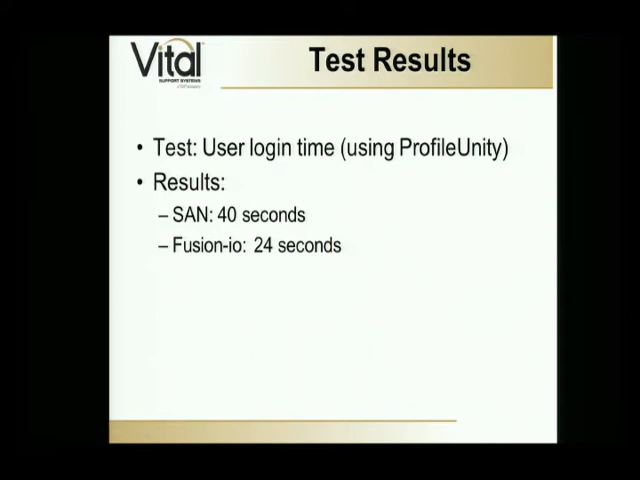 Vital
SUPPORT SYSTEMS
Test Results
• Test: User login time (using ProfileUnity)
• Results:
– SAN: 40 seconds
– Fusion-io: 24 seconds